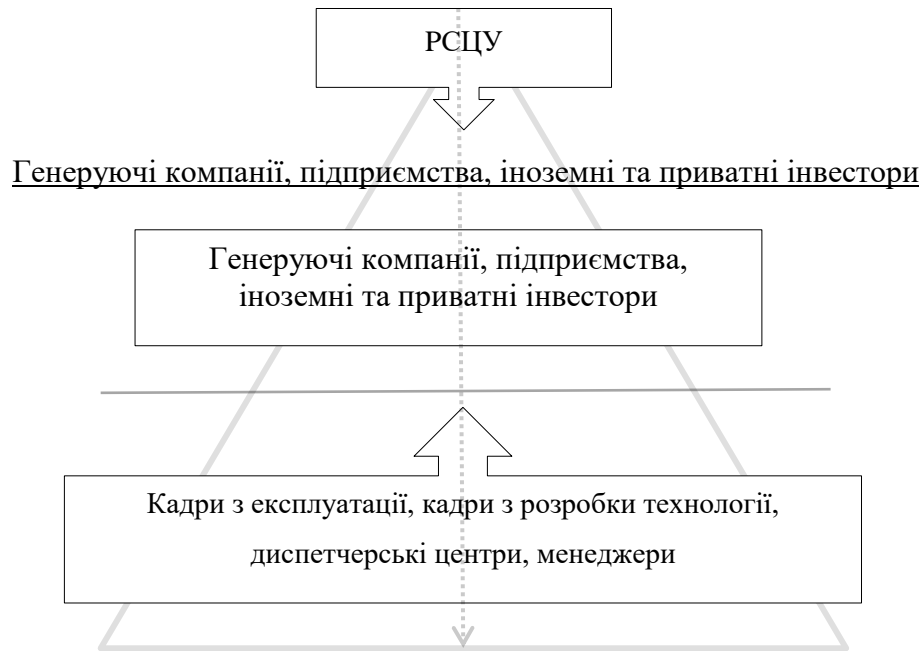 РСЦУ
Генеруючі компанії, підприємства, іноземні та приватні інвестори
Генеруючі компанії, підприємства,
іноземні та приватні інвестори
Кадри з експлуатації, кадри з розробки технології,
диспетчерські центри, менеджери